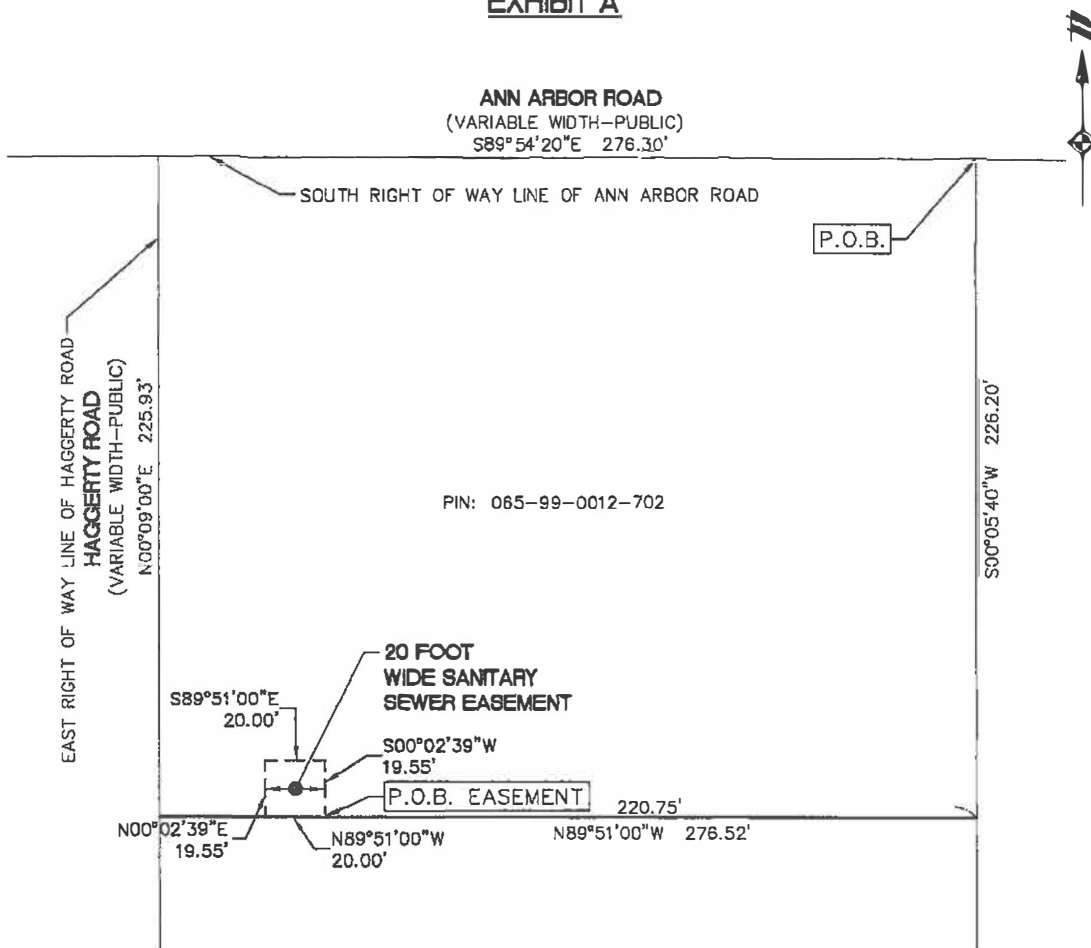 EXHIBIT A
N
ANN ARBOR ROAD
(VARIABLE WIDTH-PUBLIC)
S89°54'20"E 276.30'
SOUTH RIGHT OF WAY LINE OF ANN ARBOR ROAD
P.O.B.
EAST RIGHT OF WAY LINE OF HAGGERTY ROAD
HAGGERTY ROAD
(VARIABLE WIDTH-PUBLIC)
N00°09'00"E 225.93'
PIN: 065-99-0012-702
S00°05'40"W 226.20'
20 FOOT
WIDE SANITARY
SEWER EASEMENT
S89°51'00"E
20.00'
S00°02'39"W
19.55'
P.O.B. EASEMENT
220.75'
N00°02'39"E
19.55'
N89°51'00"W
20.00'
N89°51'00"W 276.52'